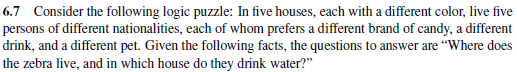 6.7 Consider the following logic puzzle: In five houses, each with a different color, live five
persons of different nationalities, each of whom prefers a different brand of candy, a different
drink, and a different pet. Given the following facts, the questions to answer are “Where does
the zebra live, and in which house do they drink water?”